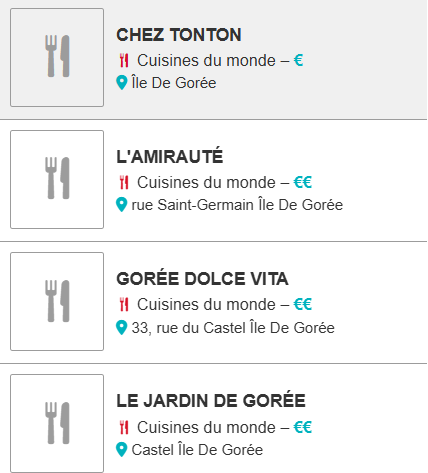 CHEZ TONTON
Cuisines du monde – €
Île De Gorée
L'AMIRAUTÉ
Cuisines du monde – €€
rue Saint-Germain Île De Gorée
GORÉE DOLCE VITA
Cuisines du monde – €€
33, rue du Castel Île De Gorée
LE JARDIN DE GORÉE
Cuisines du monde – €€
Castel Île De Gorée